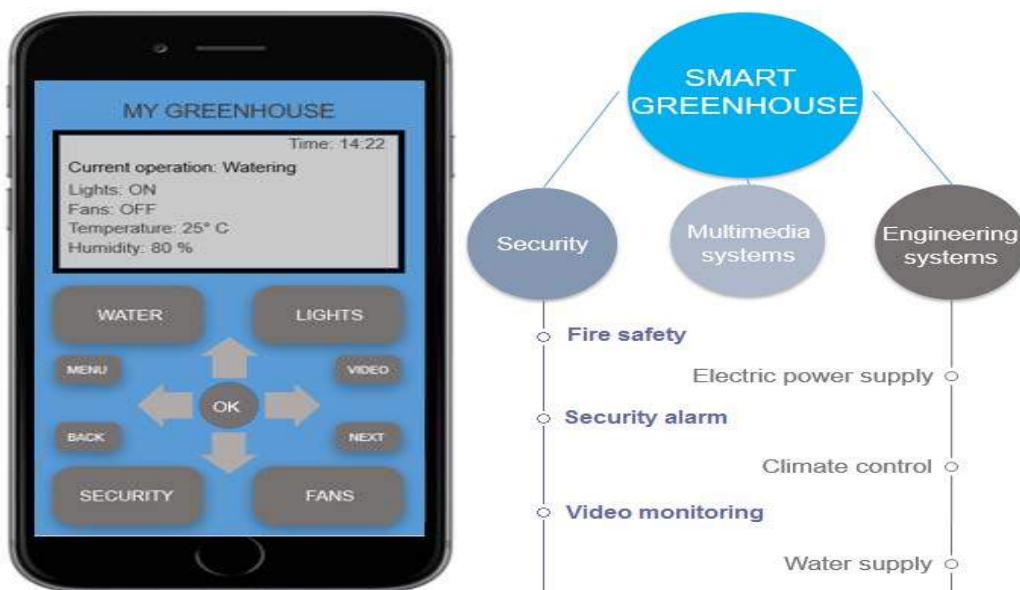 MY GREENHOUSE
Time: 14:22
Current operation: Watering
Lights: ON
Fans: OFF
Temperature: 25° C
Humidity: 80 %
WATER
LIGHTS
MENU
VIDEO
OK
BACK
NEXT
SECURITY
FANS
SMART
GREENHOUSE
Security
Multimedia
systems
Engineering
systems
Fire safety
Electric power supply
Security alarm
Climate control
Video monitoring
Water supply